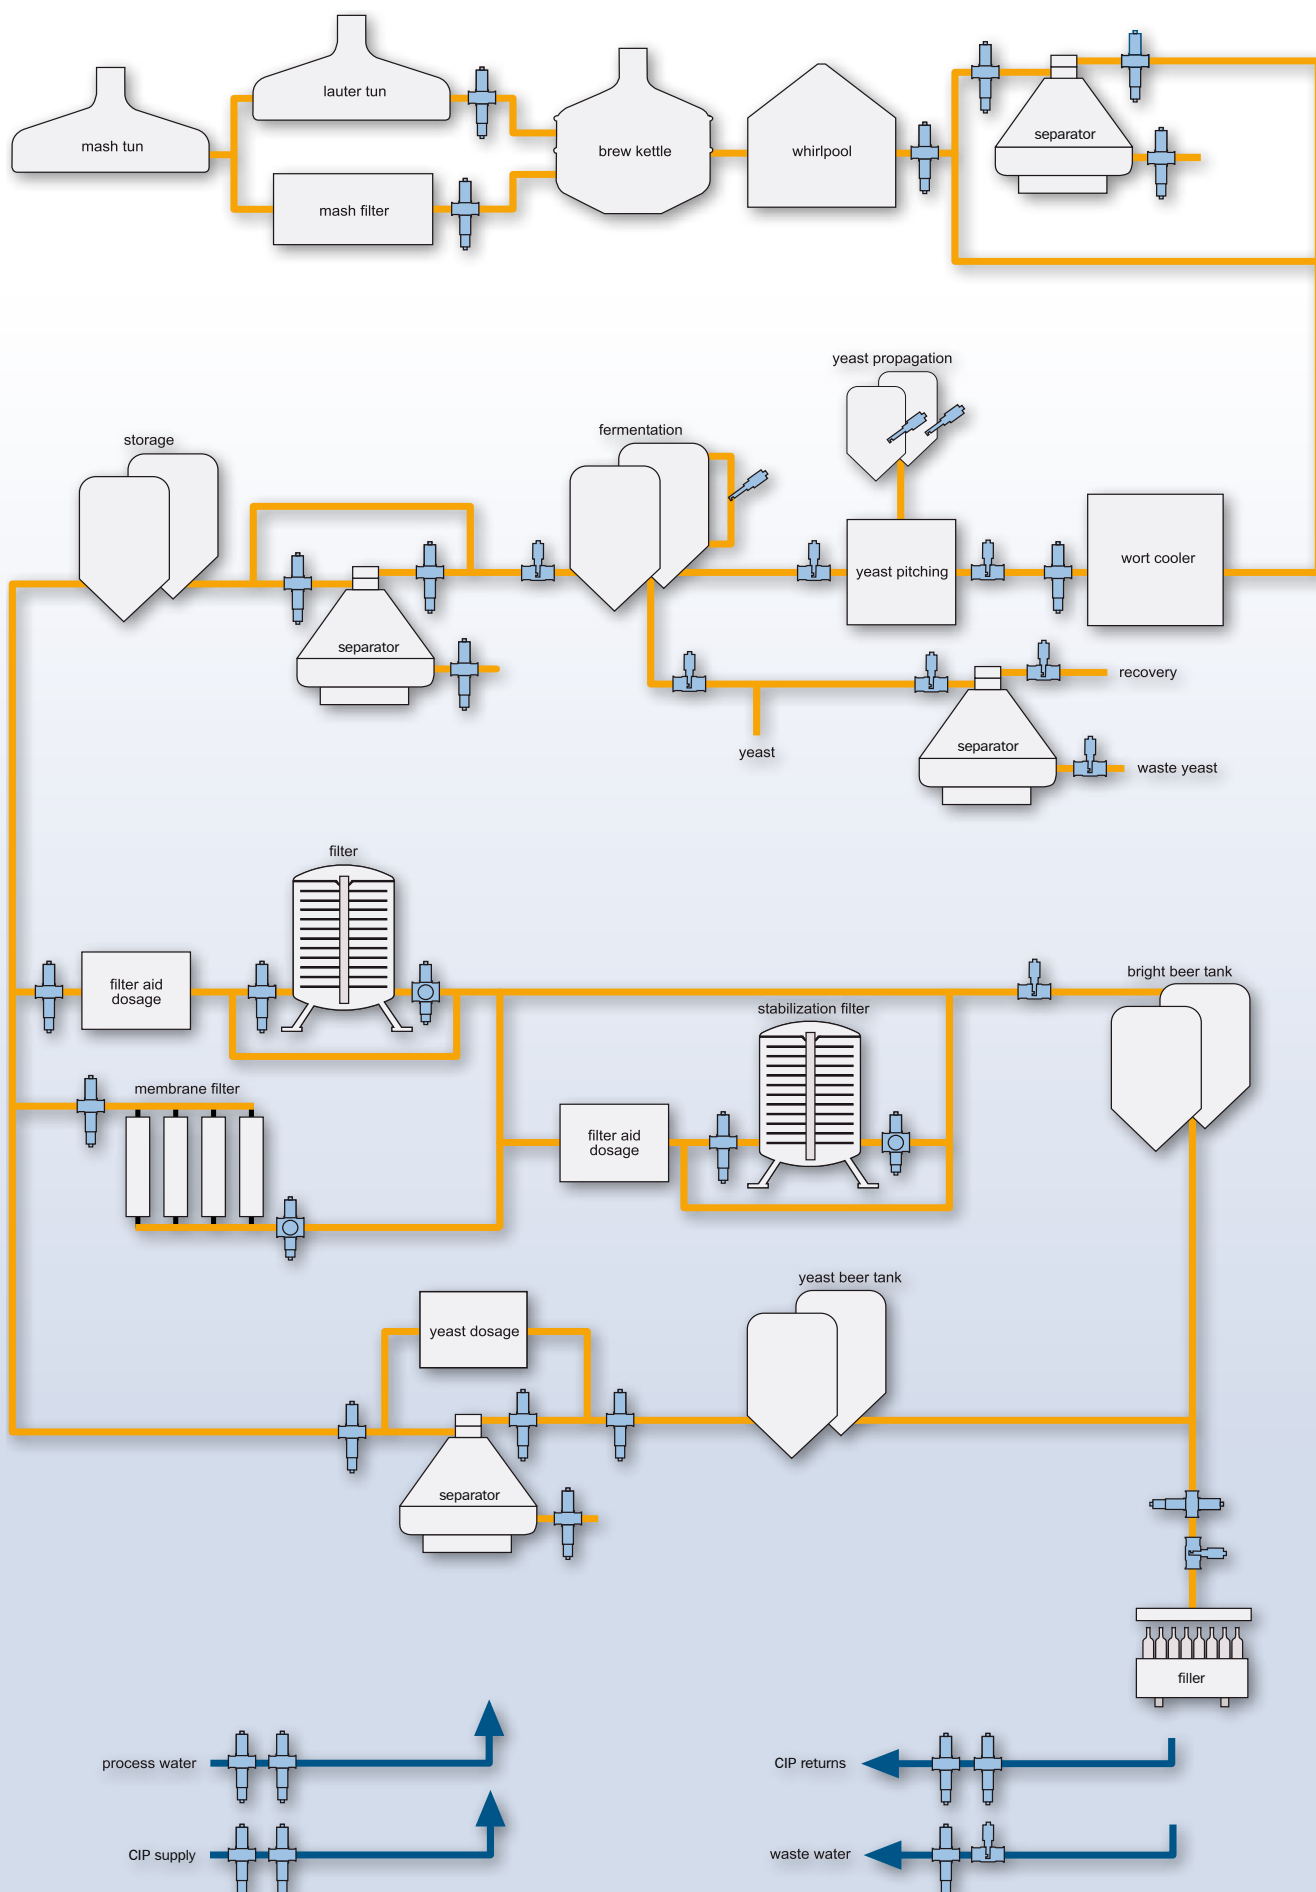 lauter tun
mash tun
separator
brew kettle
whirlpool
mash filter
yeast propagation
storage
fermentation
wort cooler
yeast pitching
separator
recovery
yeast
separator
waste yeast
filter
filter aid
dosage
bright beer tank
stabilization filter
membrane filter
filter aid
dosage
yeast beer tank
yeast dosage
separator
filler
process water
CIP returns
CIP supply
waste water